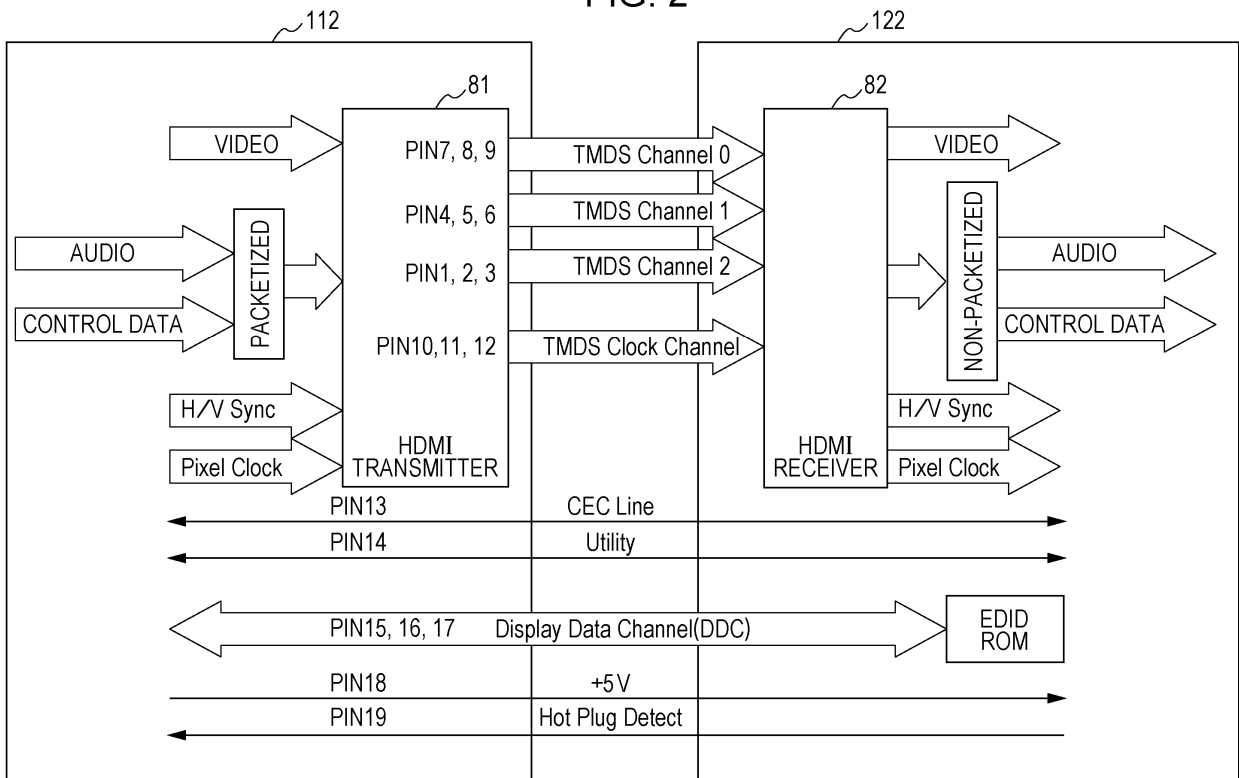 FIG. 2
112
122
81
82
VIDEO
PIN7, 8, 9
TMDS Channel 0
VIDEO
PIN4, 5, 6
TMDS Channel 1
AUDIO
PACKETIZED
PIN1, 2, 3
TMDS Channel 2
NON-PACKETIZED
AUDIO
CONTROL DATA
PIN10,11, 12
TMDS Clock Channel
CONTROL DATA
H/V Sync
H/V Sync
HDMI
TRANSMITTER
HDMI
RECEIVER
Pixel Clock
Pixel Clock
PIN13
CEC Line
PIN14
Utility
PIN15, 16, 17
Display Data Channel(DDC)
EDID
ROM
PIN18
+5V
PIN19
Hot Plug Detect